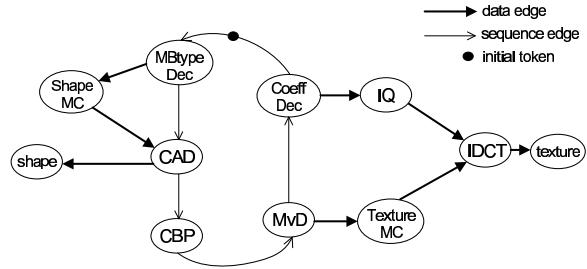 data edge
sequence edge
initial token
MBtype
Dec
Shape
MC
Coeff
Dec
IQ
shape
CAD
IDCT
texture
CBP
MvD
Texture
MC